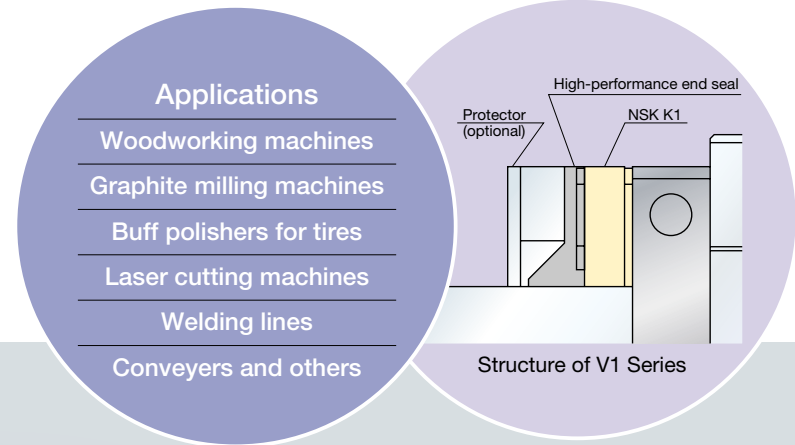 Applications
Woodworking machines
Graphite milling machines
Buff polishers for tires
Laser cutting machines
Welding lines
Conveyers and others
High-performance end seal
Protector
(optional)
NSK K1
Structure of V1 Series